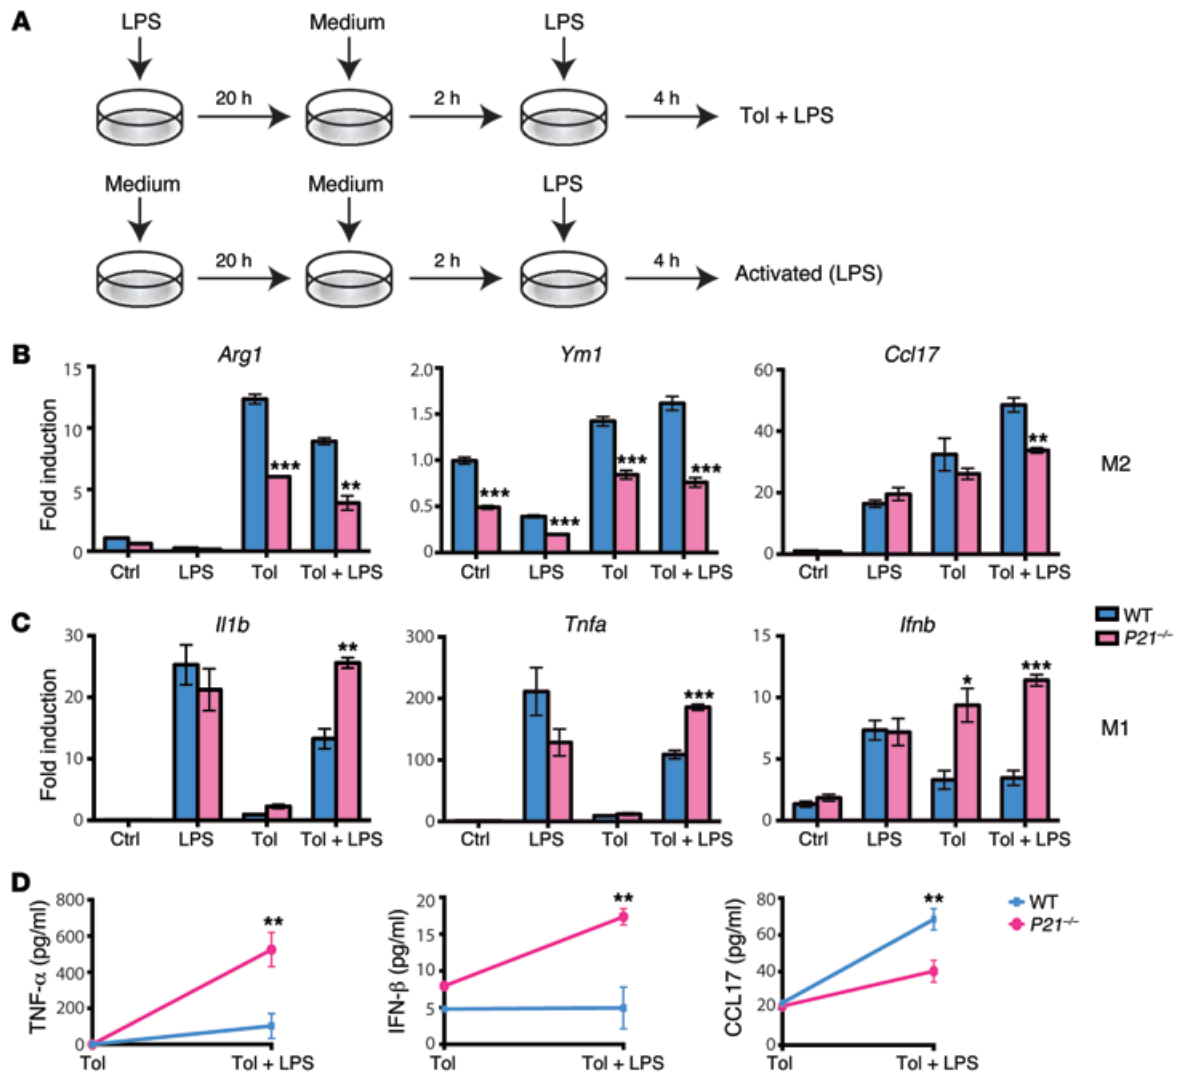 A
LPS Medium LPS
20 h 2 h 4 h Tol + LPS
Medium Medium LPS
20 h 2 h 4 h Activated (LPS)
B
Arg1 Ym1 Ccl17
Fold induction
15
10
5
0
*** **
Ctrl LPS Tol Tol + LPS
2.0
1.5
1.0
0.5
0
*** *** *** ***
Ctrl LPS Tol Tol + LPS
60
40
20
0
**
Ctrl LPS Tol Tol + LPS
M2
C
Il1b Tnfa Ifnb
Fold induction
30
20
10
0
**
Ctrl LPS Tol Tol + LPS
300
200
100
0
***
Ctrl LPS Tol Tol + LPS
15
10
5
0
* ***
Ctrl LPS Tol Tol + LPS
WT
P21⁻/⁻
M1
D
TNF-α (pg/ml)
800
600
400
200
0
**
Tol Tol + LPS
IFN-β (pg/ml)
20
15
10
5
0
**
Tol Tol + LPS
CCL17 (pg/ml)
80
60
40
20
0
**
Tol Tol + LPS
WT
P21⁻/⁻